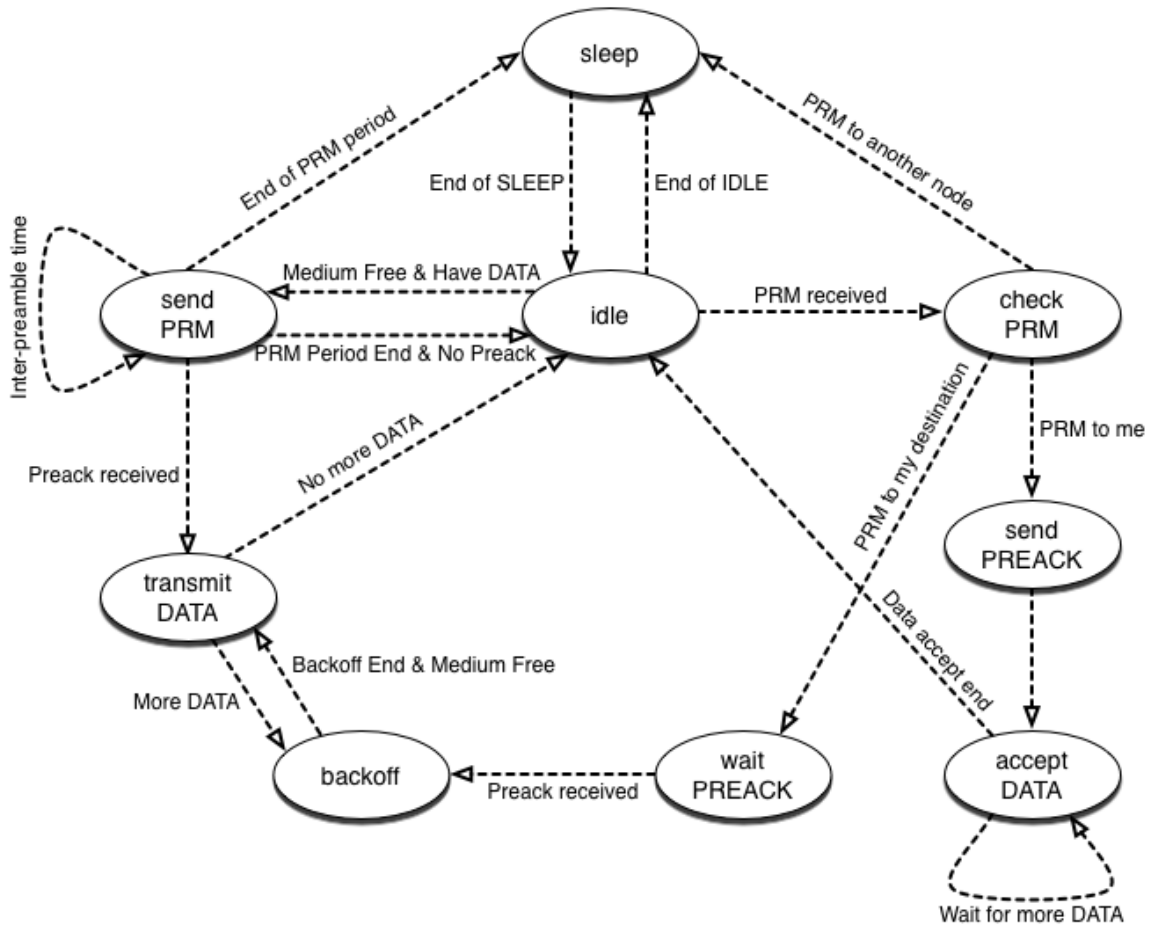 sleep
End of PRM period
PRM to another node
End of SLEEP
End of IDLE
Inter-preamble time
Medium Free & Have DATA
send
PRM
idle
PRM received
check
PRM
PRM Period End & No Preack
No more DATA
PRM to my destination
PRM to me
Preack received
send
PREACK
transmit
DATA
Data accept end
Backoff End & Medium Free
More DATA
backoff
Preack received
wait
PREACK
accept
DATA
Wait for more DATA